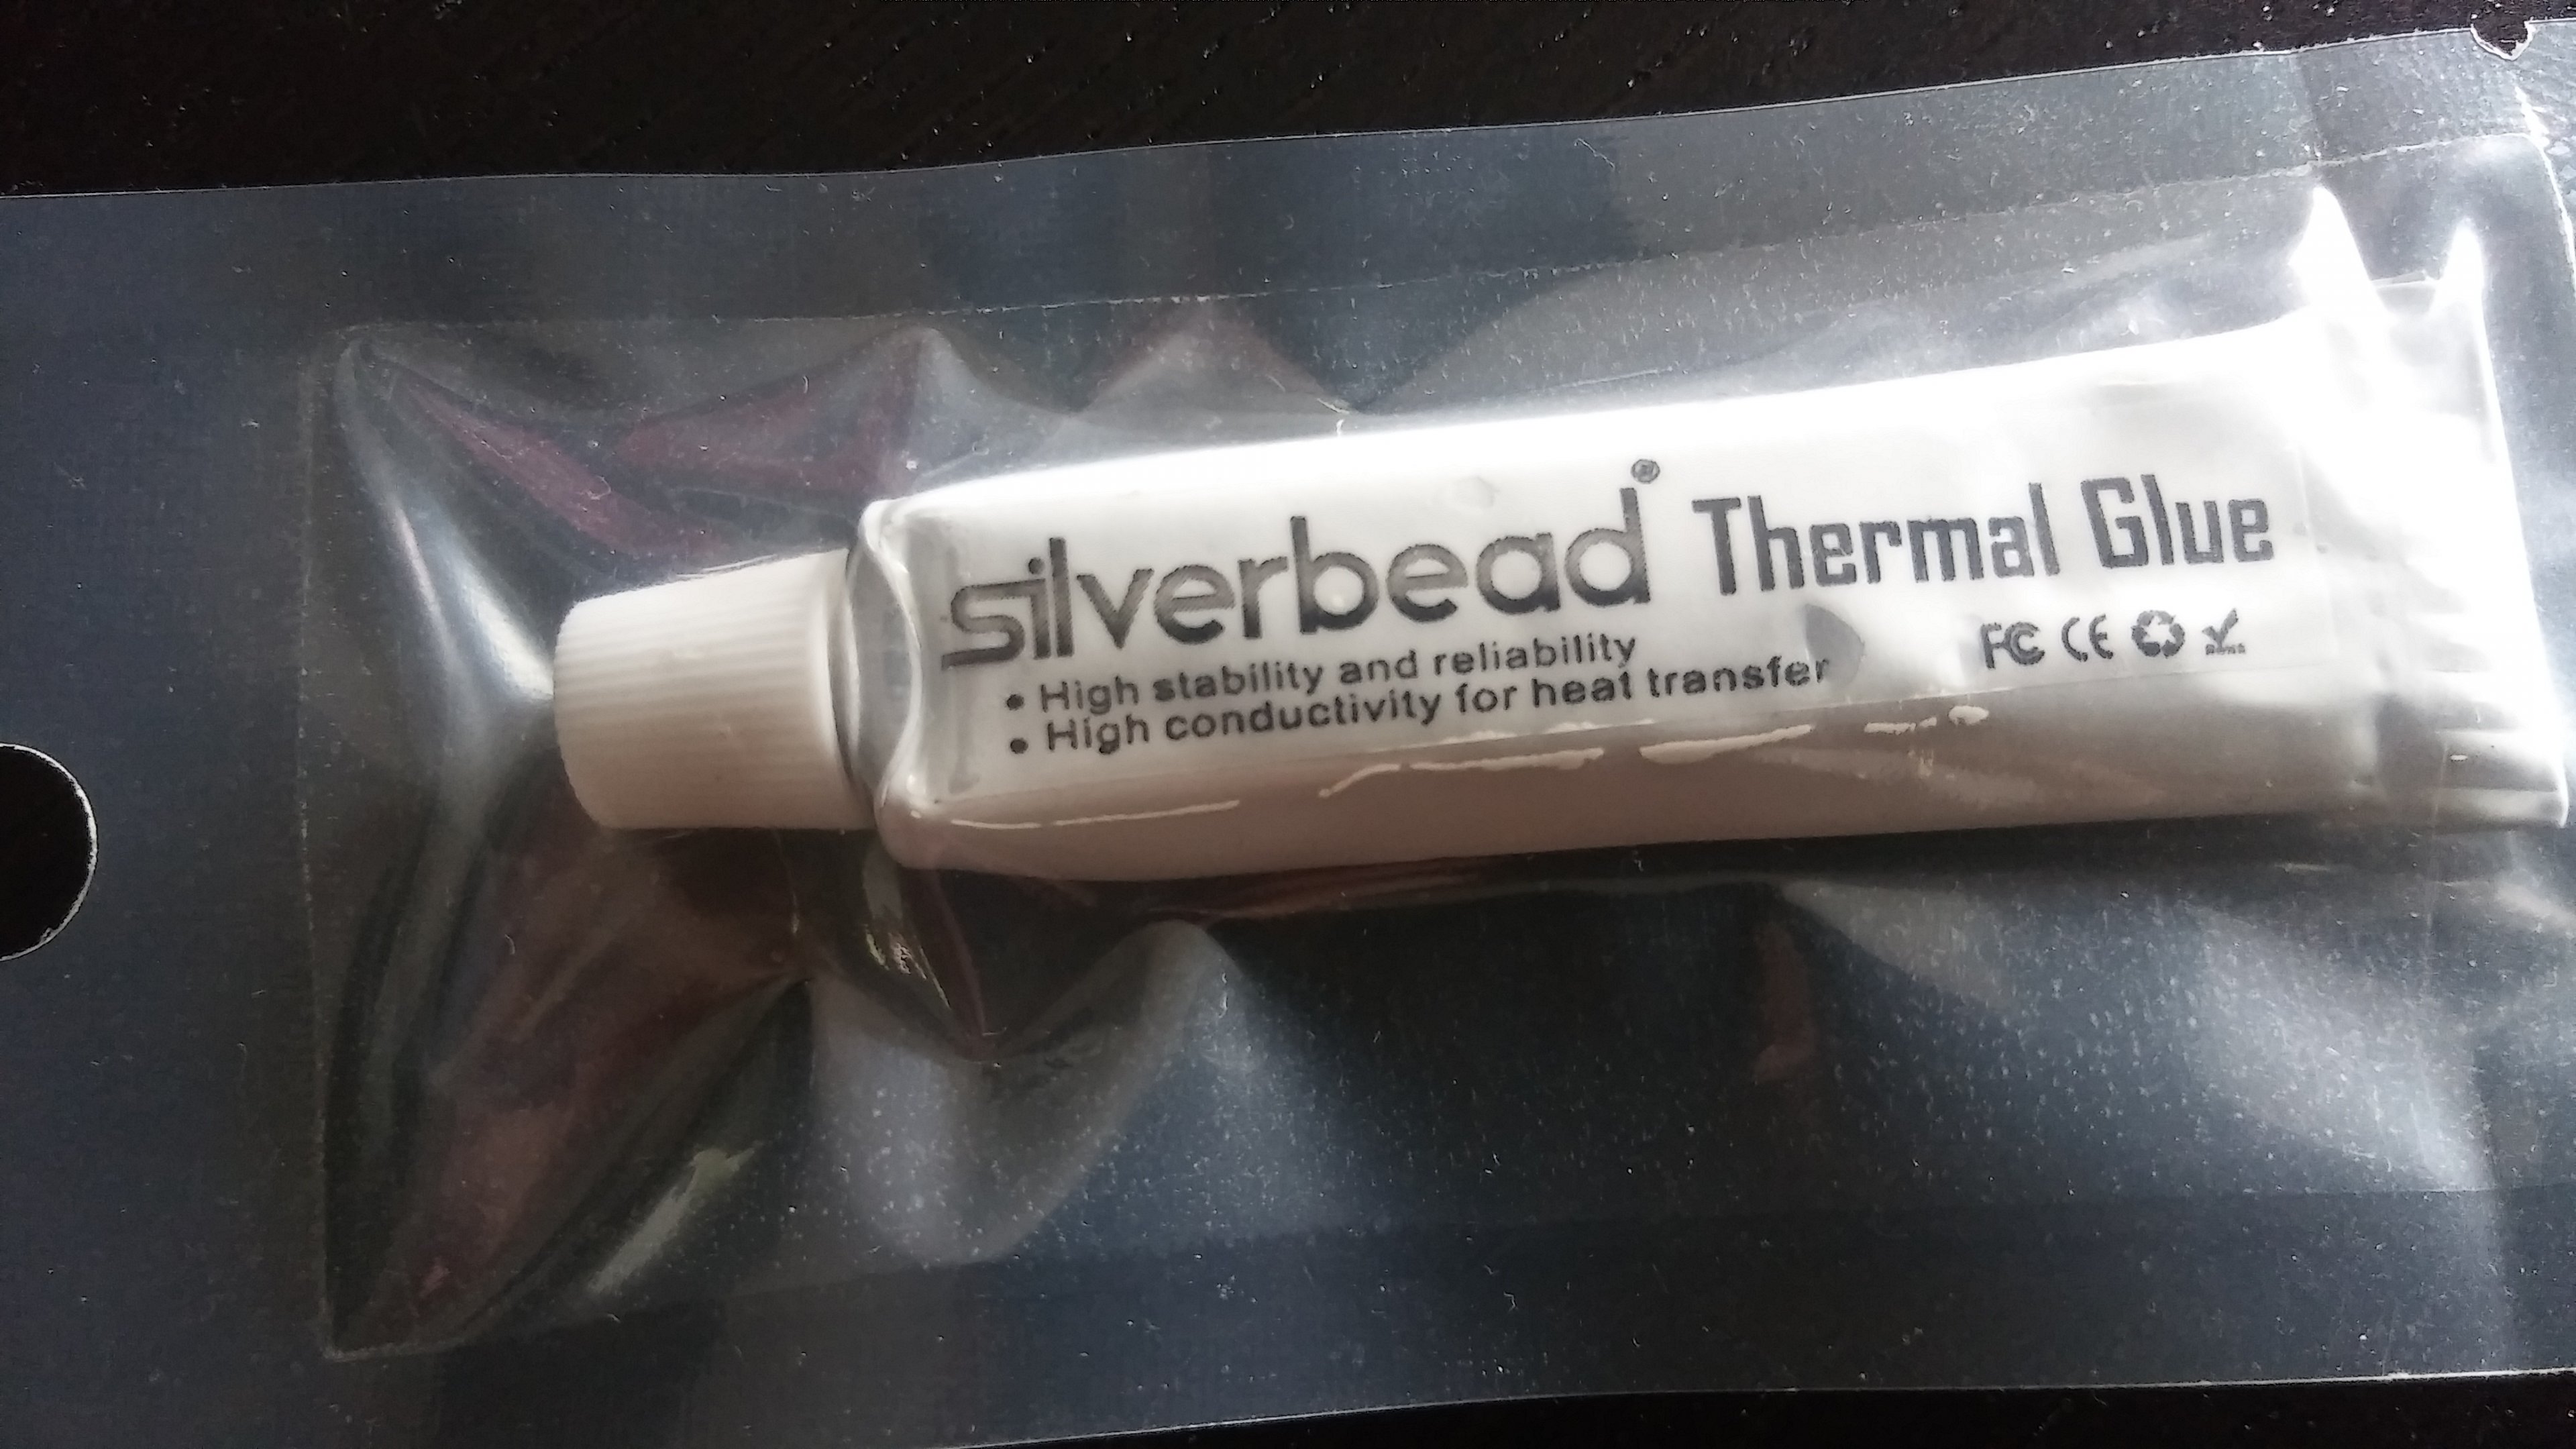 silverbead® Thermal Glue
• High stability and reliability
• High conductivity for heat transfer
FC CE